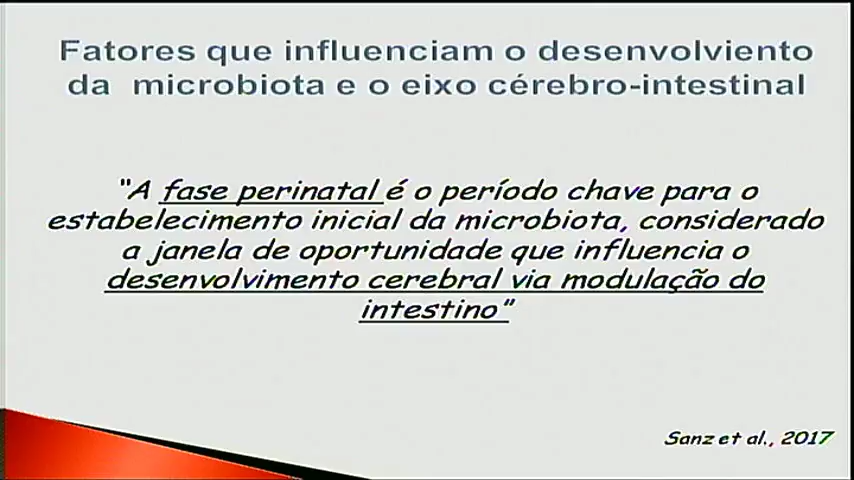 Fatores que influenciam o desenvolviento
da microbiota e o eixo cérebro-intestinal
"A fase perinatal é o período chave para o
estabelecimento inicial da microbiota, considerado
a janela de oportunidade que influencia o
desenvolvimento cerebral via modulação do
intestino"
Sanz et al., 2017